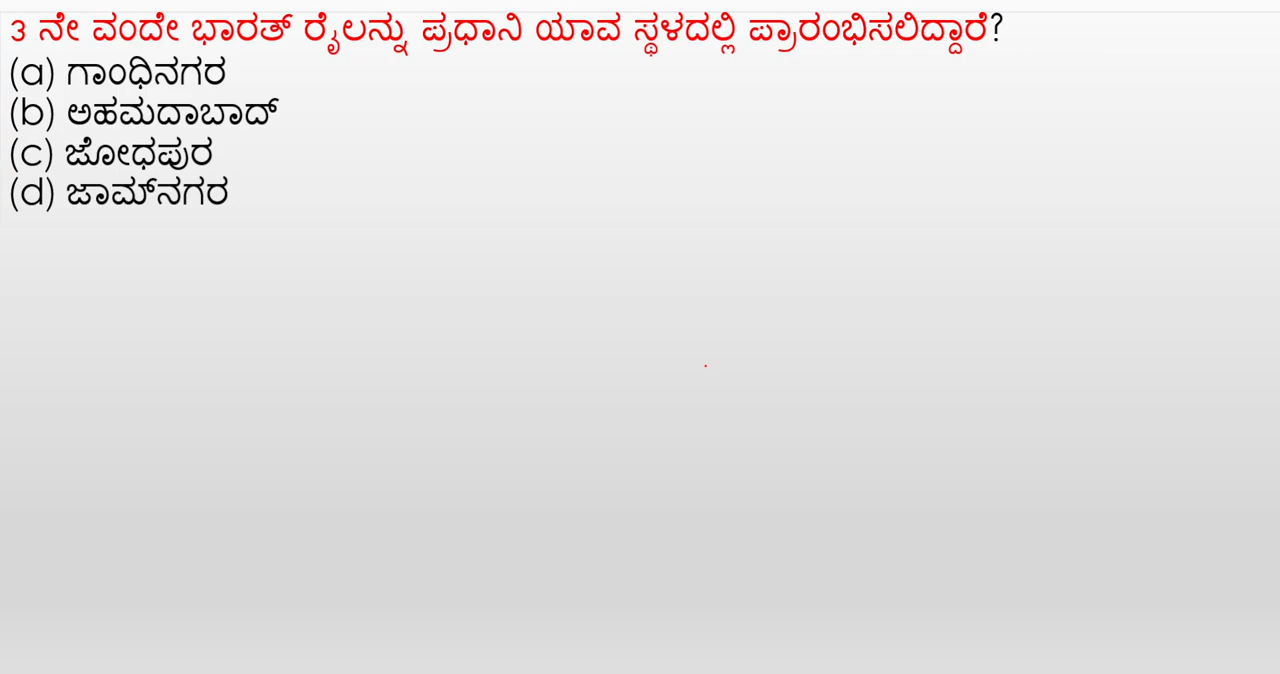 3 ನೇ ವಂದೇ ಭಾರತ್ ರೈಲನ್ನು ಪ್ರಧಾನಿ ಯಾವ ಸ್ಥಳದಲ್ಲಿ ಪ್ರಾರಂಭಿಸಲಿದ್ದಾರೆ?
(a) ಗಾಂಧಿನಗರ
(b) ಅಹಮದಾಬಾದ್
(c) ಜೋಧಪುರ
(d) ಜಾಮ್‌ನಗರ